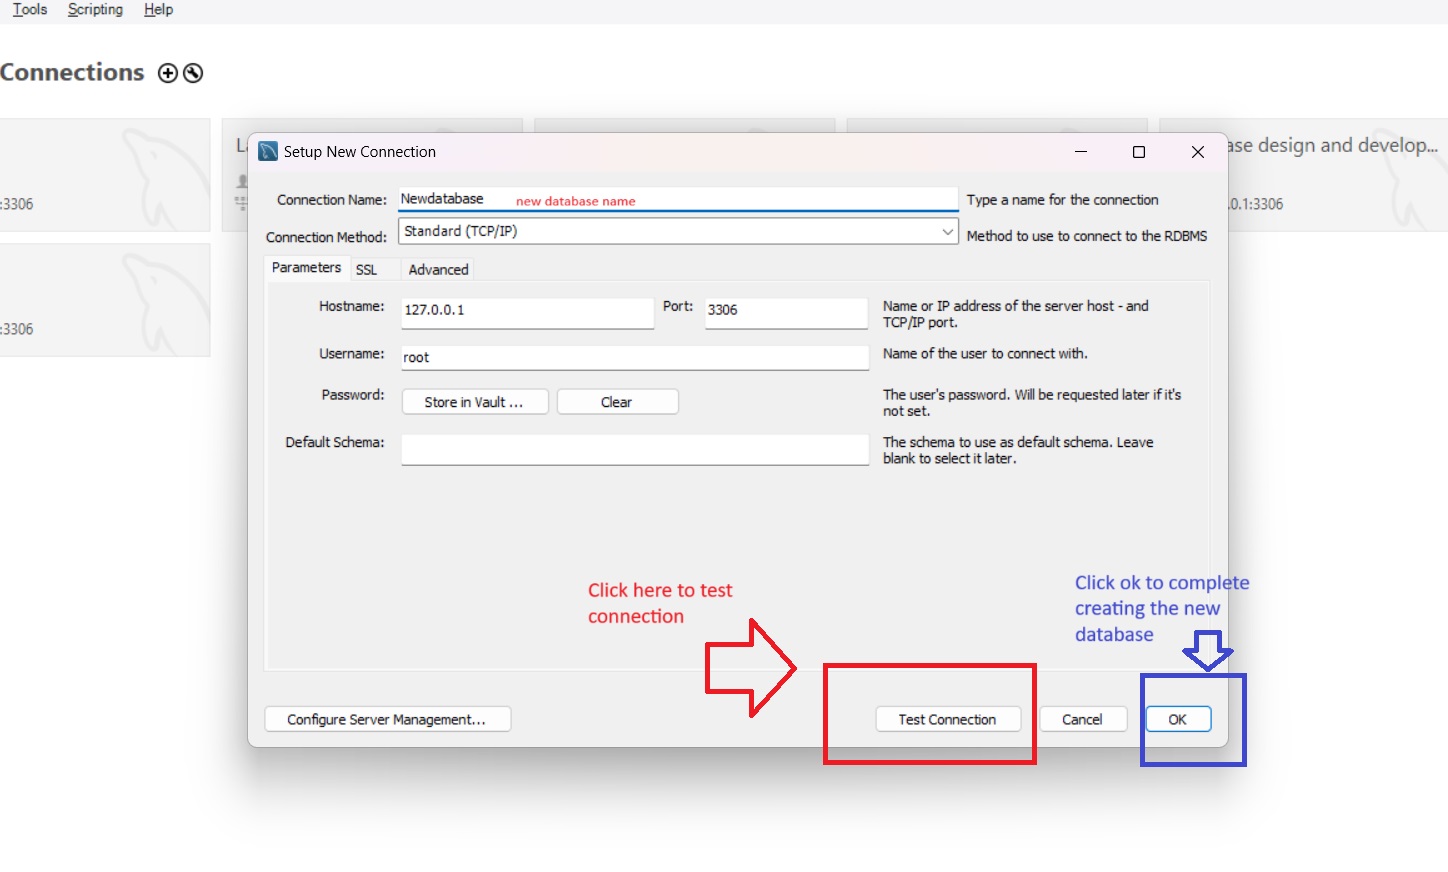 Tools Scripting Help
Connections
:3306
ase design and develop...
.0.1:3306
:3306
Setup New Connection
Connection Name: Newdatabase new database name Type a name for the connection
Connection Method: Standard (TCP/IP) Method to use to connect to the RDBMS
Parameters SSL Advanced
Hostname: 127.0.0.1 Port: 3306 Name or IP address of the server host - and
TCP/IP port.
Username: root Name of the user to connect with.
Password: Store in Vault ... Clear The user's password. Will be requested later if it's
not set.
Default Schema: The schema to use as default schema. Leave
blank to select it later.
Click here to test
connection
Click ok to complete
creating the new
database
Configure Server Management... Test Connection Cancel OK